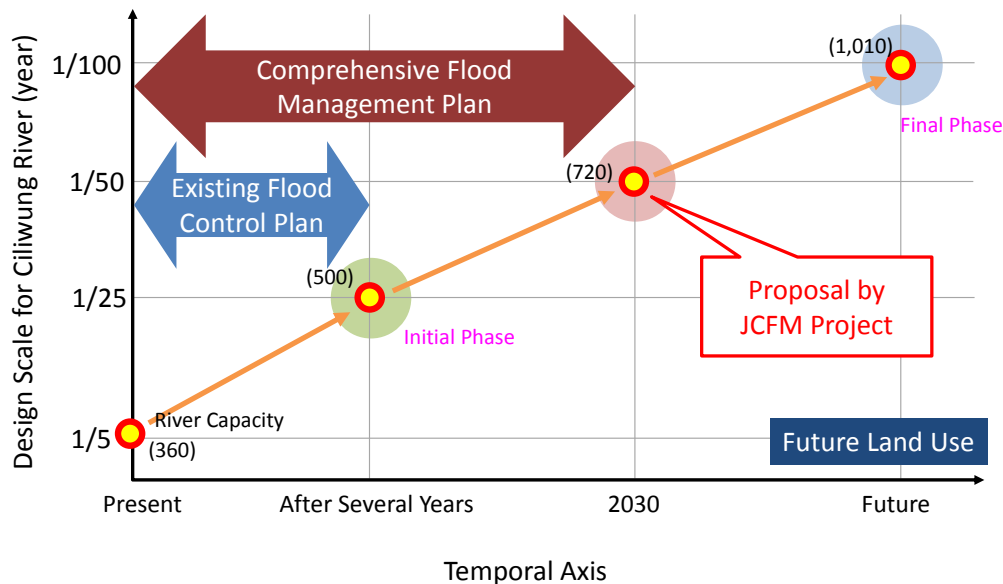 Design Scale for Ciliwung River (year)
1/100
1/50
1/25
1/5
Comprehensive Flood
Management Plan
Existing Flood
Control Plan
(1,010)
Final Phase
(720)
(500)
Initial Phase
Proposal by
JCFM Project
River Capacity
(360)
Future Land Use
Present
After Several Years
2030
Future
Temporal Axis